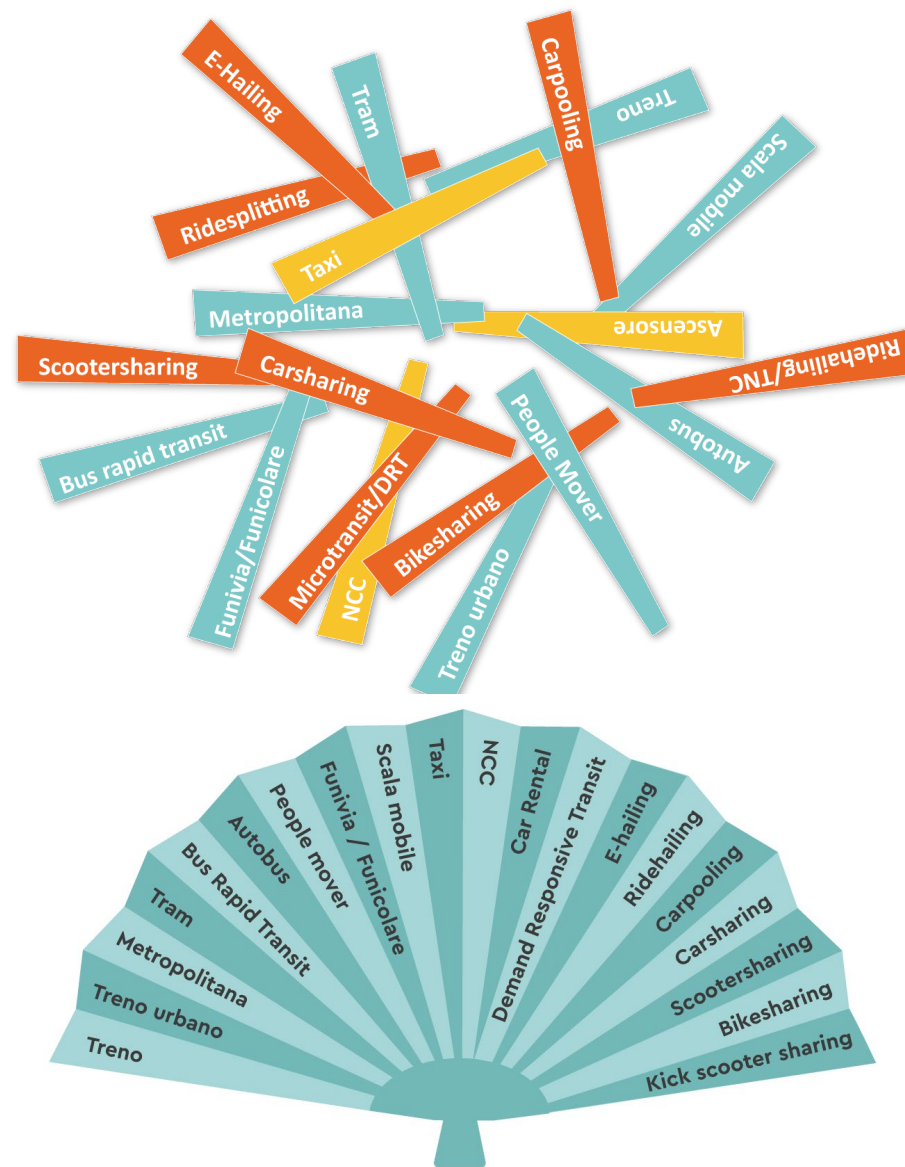 E-Hailing
Tram
Carpooling
Treno
Scala mobile
Ridesplitting
Taxi
Metropolitana
Ascensore
Scootersharing
Carsharing
Ridehailing/TNC
Bus rapid transit
Autobus
People Mover
Funivia/Funicolare
Microtransit/DRT
NCC
Bikesharing
Treno urbano
Treno
Treno urbano
Metropolitana
Tram
Bus Rapid Transit
Autobus
People mover
Funivia / Funicolare
Scala mobile
Taxi
NCC
Car Rental
Demand Responsive Transit
E-hailing
Ridehailing
Carpooling
Carsharing
Scootersharing
Bikesharing
Kick scooter sharing